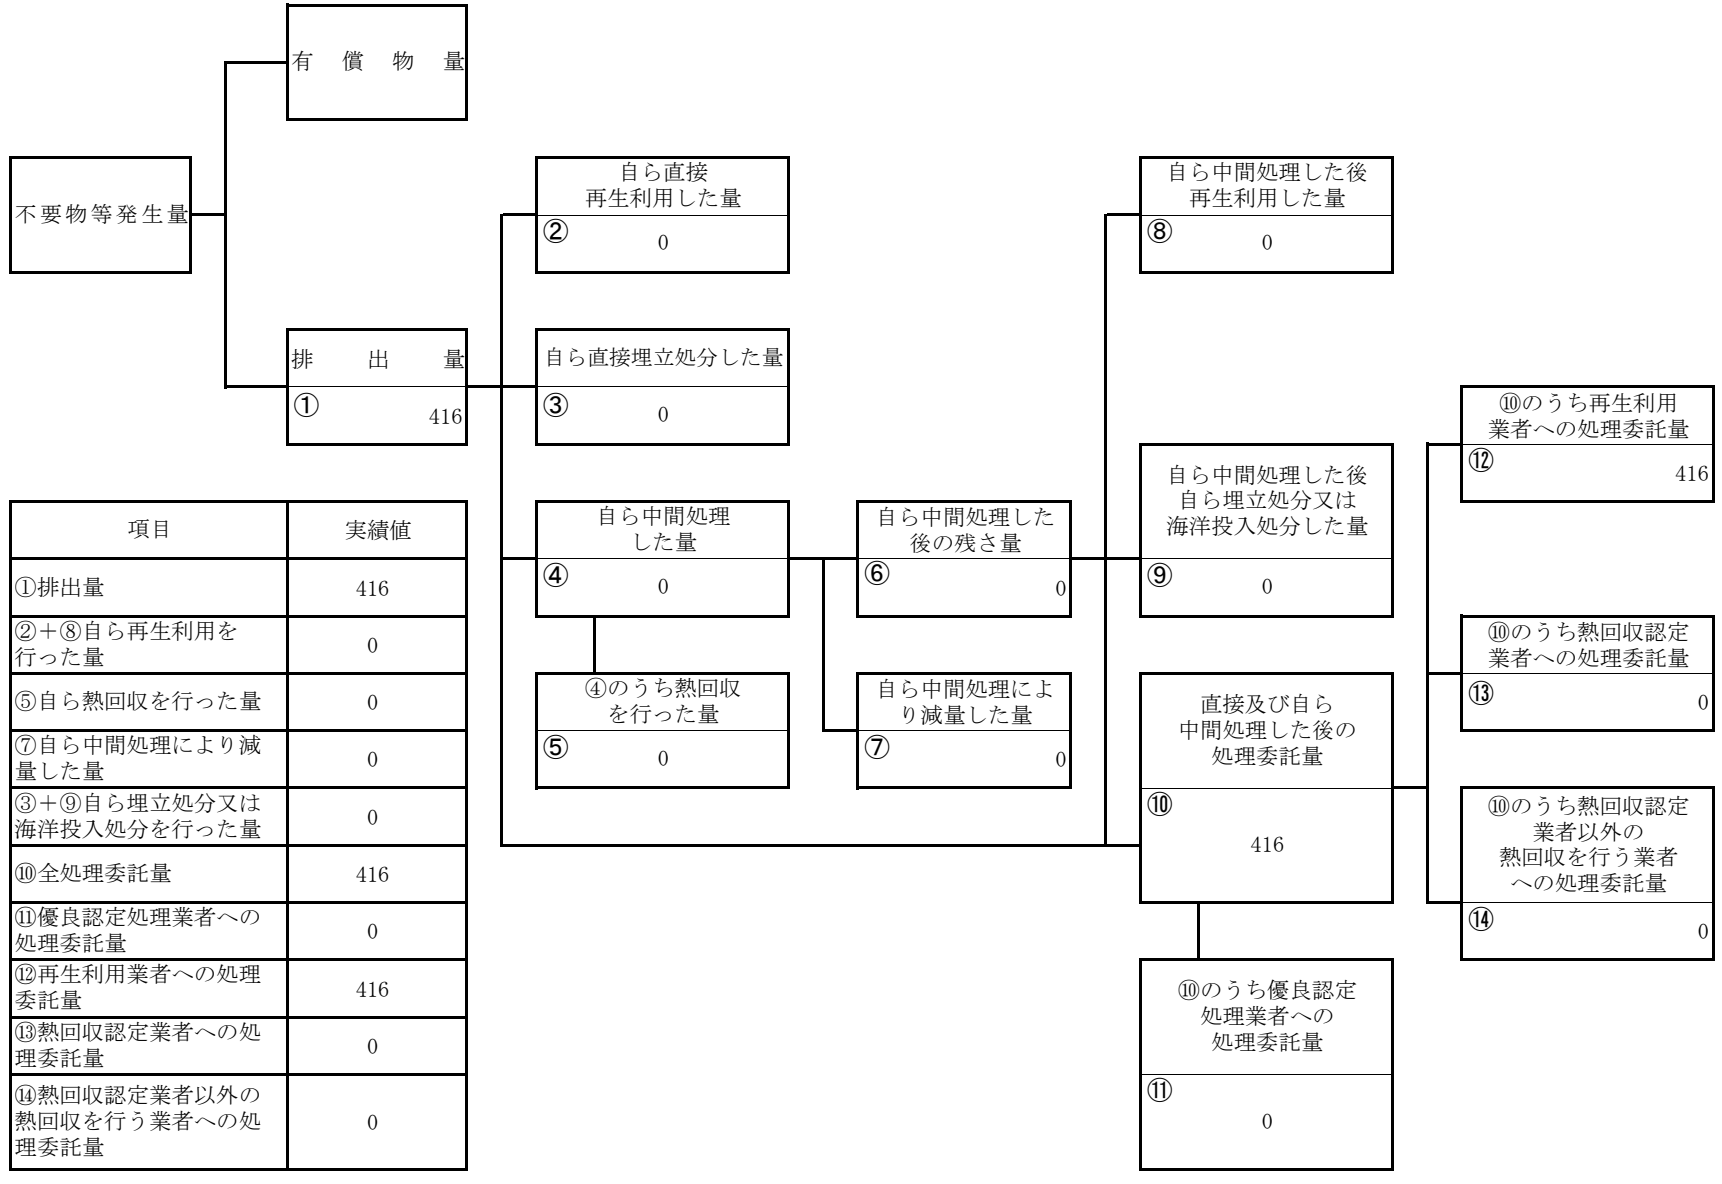 有償物量
不要物等発生量
排出量
①
416
自ら直接
再生利用した量
②
0
自ら直接埋立処分した量
③
0
自ら中間処理
した量
④
0
④のうち熱回収
を行った量
⑤
0
自ら中間処理した
後の残さ量
⑥
0
自ら中間処理によ
り減量した量
⑦
0
自ら中間処理した後
再生利用した量
⑧
0
自ら中間処理した後
自ら埋立処分又は
海洋投入処分した量
⑨
0
直接及び自ら
中間処理した後の
処理委託量
⑩
416
⑩のうち優良認定
処理業者への
処理委託量
⑪
0
⑩のうち再生利用
業者への処理委託量
⑫
416
⑩のうち熱回収認定
業者への処理委託量
⑬
0
⑩のうち熱回収認定
業者以外の
熱回収を行う業者
への処理委託量
⑭
0
項目
実績値
①排出量
416
②＋⑧自ら再生利用を
行った量
0
⑤自ら熱回収を行った量
0
⑦自ら中間処理により減
量した量
0
③＋⑨自ら埋立処分又は
海洋投入処分を行った量
0
⑩全処理委託量
416
⑪優良認定処理業者への
処理委託量
0
⑫再生利用業者への処理
委託量
416
⑬熱回収認定業者への処
理委託量
0
⑭熱回収認定業者以外の
熱回収を行う業者への処
理委託量
0